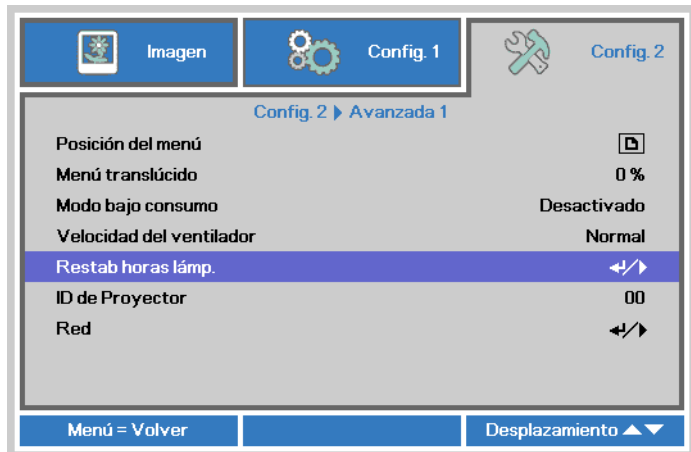 Imagen Config. 1 Config. 2
Config. 2 Avanzada 1
Posición del menú
Menú translúcido 0 %
Modo bajo consumo Desactivado
Velocidad del ventilador Normal
Restab horas lámp.
ID de Proyector 00
Red
Menú = Volver Desplazamiento